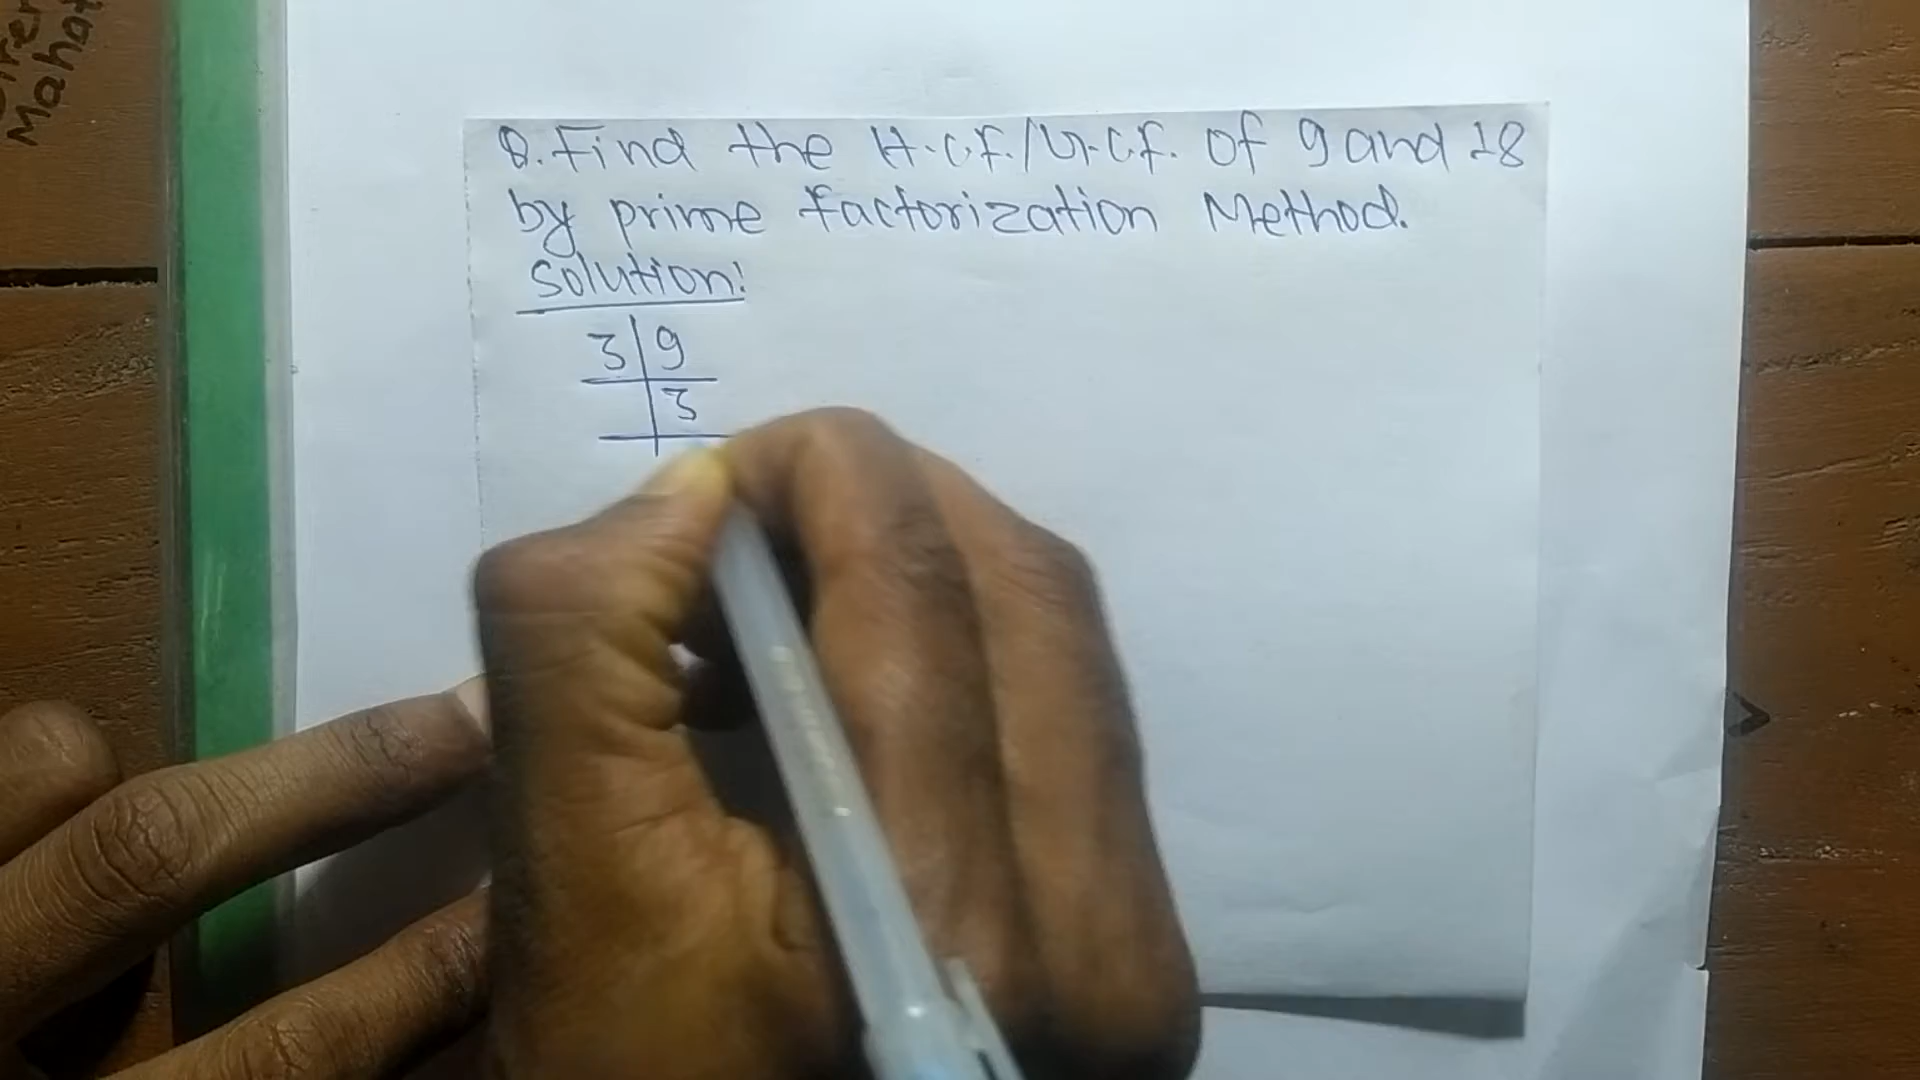 Q. Find the H.C.F./G.C.F. of 9 and 18
by prime factorization Method.
Solution:
3 9
3